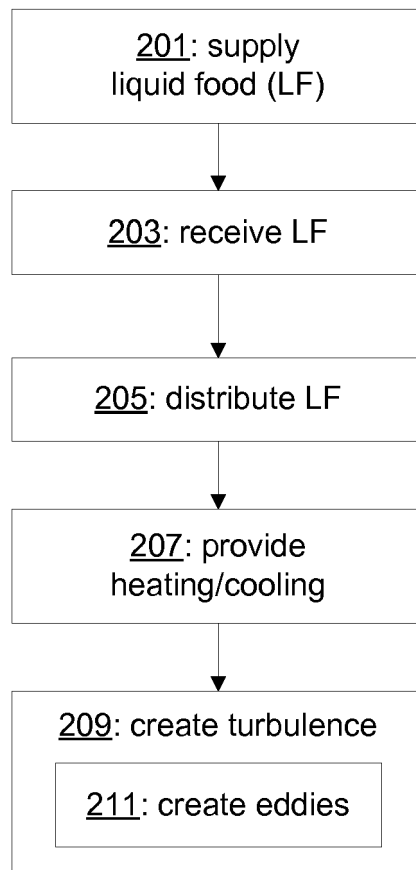 201: supply
liquid food (LF)
203: receive LF
205: distribute LF
207: provide
heating/cooling
209: create turbulence
211: create eddies